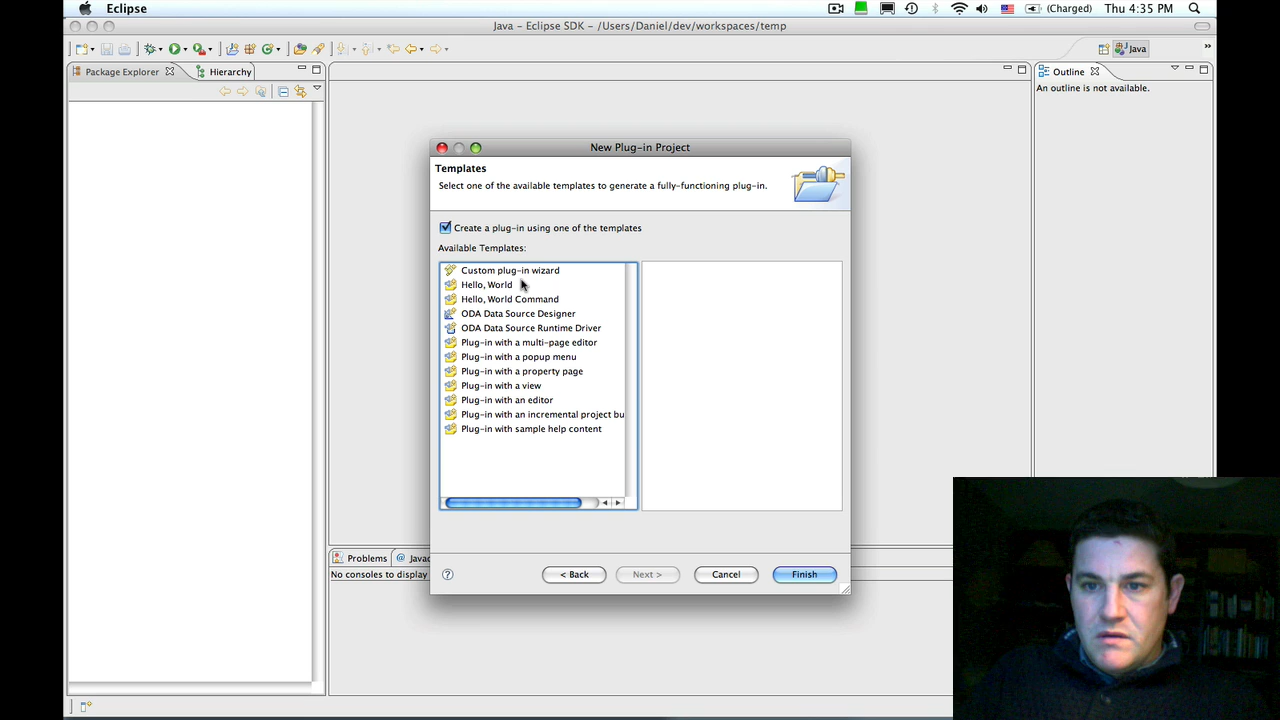 Eclipse
(Charged)
Thu 4:35 PM
Java – Eclipse SDK – /Users/Daniel/dev/workspaces/temp
Java
»
Package Explorer
Hierarchy
Outline
An outline is not available.
New Plug-in Project
Templates
Select one of the available templates to generate a fully-functioning plug-in.
Create a plug-in using one of the templates
Available Templates:
Custom plug-in wizard
Hello, World
Hello, World Command
ODA Data Source Designer
ODA Data Source Runtime Driver
Plug-in with a multi-page editor
Plug-in with a popup menu
Plug-in with a property page
Plug-in with a view
Plug-in with an editor
Plug-in with an incremental project bu
Plug-in with sample help content
Problems
@ Javac
No consoles to display
?
< Back
Next >
Cancel
Finish